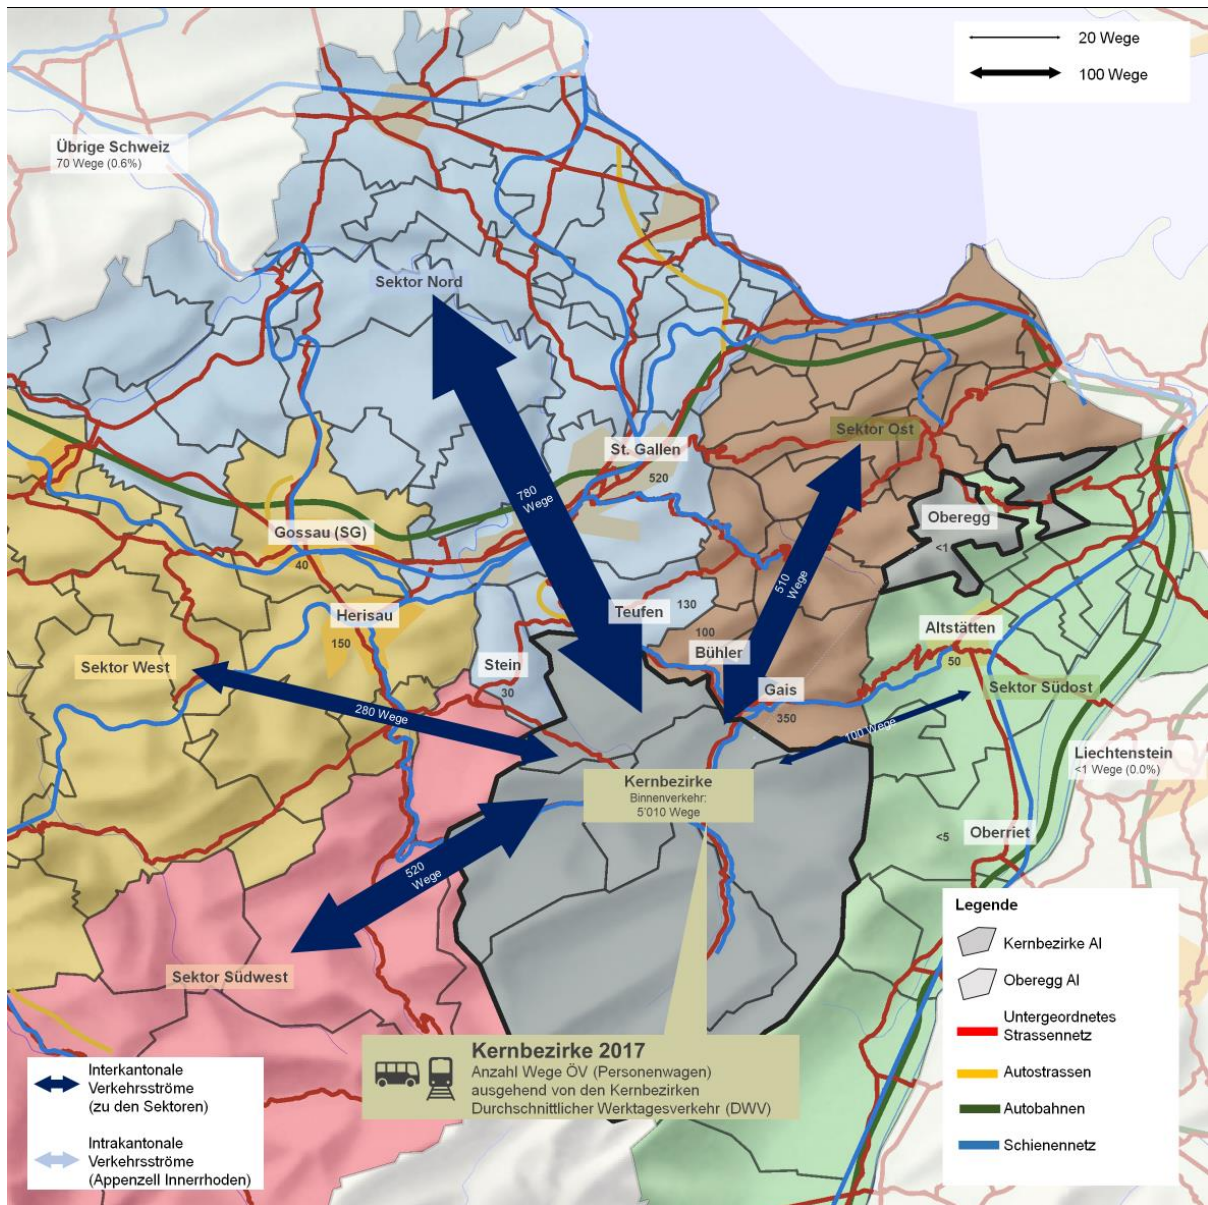 20 Wege
100 Wege
Übrige Schweiz
70 Wege (0.6%)
Sektor Nord
Sektor Ost
St. Gallen
520
780
Wege
Oberegg
<1
Gossau (SG)
40
510
Wege
Teufen
130
Herisau
150
100
Bühler
Altstätten
50
Sektor West
Stein
30
Gais
350
Sektor Südost
280 Wege
100 Wege
Liechtenstein
<1 Wege (0.0%)
Kernbezirke
Binnenverkehr:
5'010 Wege
<5
Oberriet
520
Wege
Sektor Südwest
Legende
Kernbezirke AI
Oberegg AI
Untergeordnetes
Strassennetz
Autostrassen
Autobahnen
Schienennetz
Kernbezirke 2017
Anzahl Wege ÖV (Personenwagen)
ausgehend von den Kernbezirken
Durchschnittlicher Werktagesverkehr (DWV)
Interkantonale
Verkehrsströme
(zu den Sektoren)
Intrakantonale
Verkehrsströme
(Appenzell Innerrhoden)